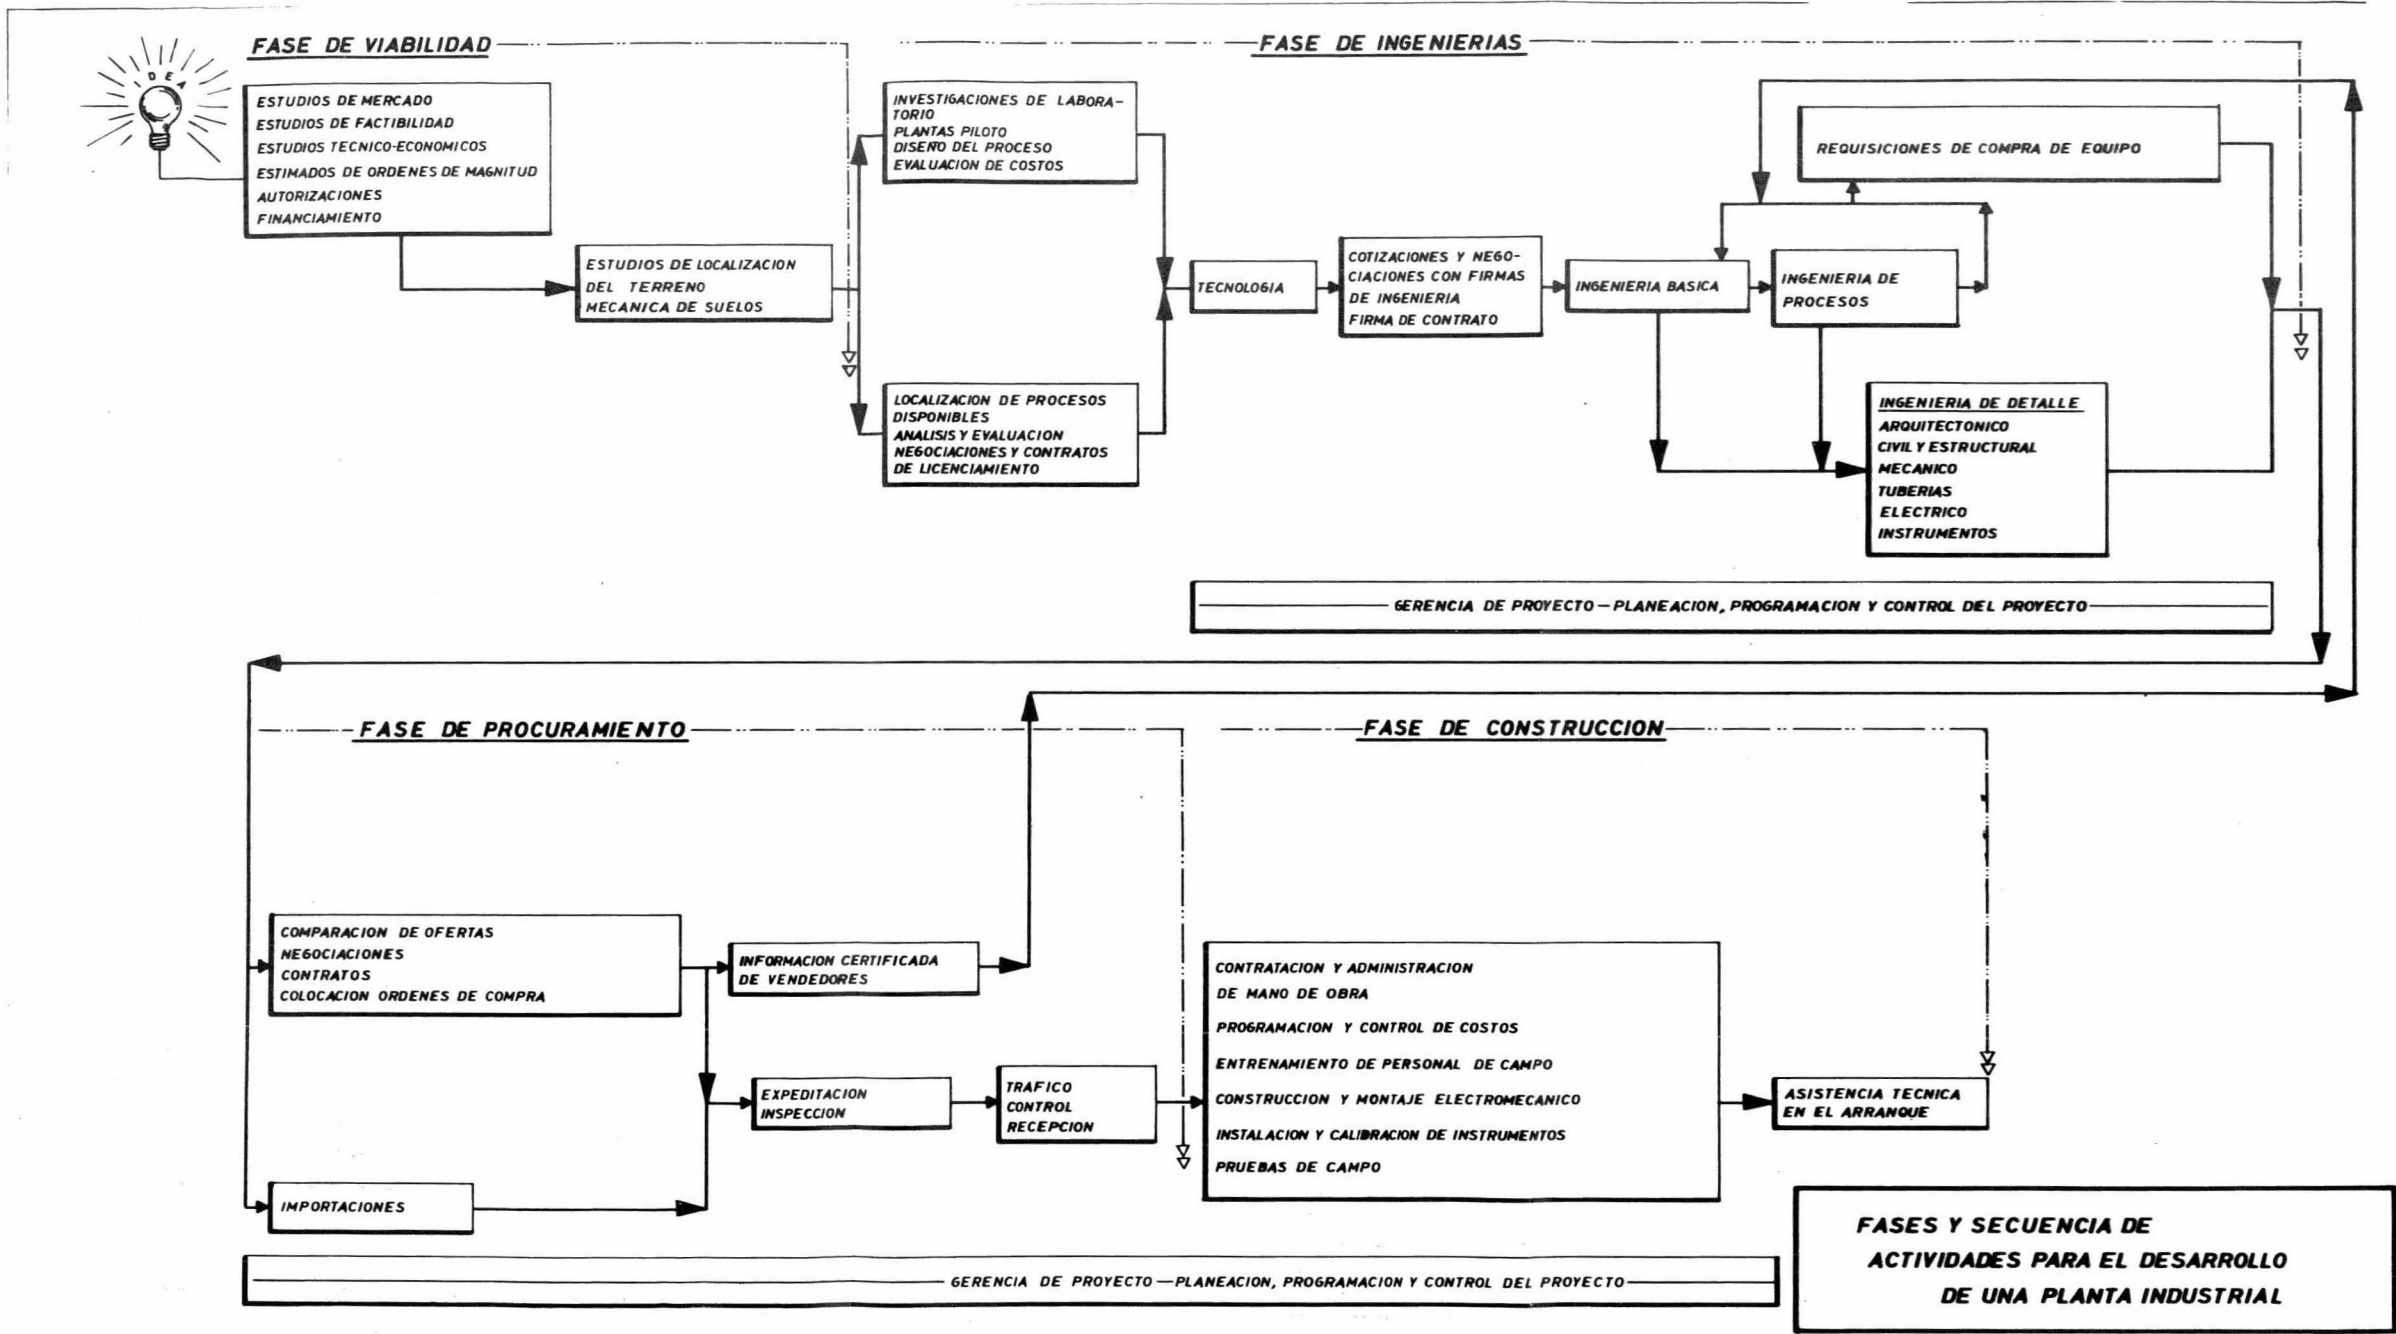 FASE DE VIABILIDAD
FASE DE INGENIERIAS
IDEA
ESTUDIOS DE MERCADO
ESTUDIOS DE FACTIBILIDAD
ESTUDIOS TECNICO-ECONOMICOS
ESTIMADOS DE ORDENES DE MAGNITUD
AUTORIZACIONES
FINANCIAMIENTO
ESTUDIOS DE LOCALIZACION
DEL TERRENO
MECANICA DE SUELOS
INVESTIGACIONES DE LABORA-
TORIO
PLANTAS PILOTO
DISEÑO DEL PROCESO
EVALUACION DE COSTOS
LOCALIZACION DE PROCESOS
DISPONIBLES
ANALISIS Y EVALUACION
NEGOCIACIONES Y CONTRATOS
DE LICENCIAMIENTO
TECNOLOGIA
COTIZACIONES Y NEGO-
CIACIONES CON FIRMAS
DE INGENIERIA
FIRMA DE CONTRATO
INGENIERIA BASICA
INGENIERIA DE
PROCESOS
REQUISICIONES DE COMPRA DE EQUIPO
INGENIERIA DE DETALLE
ARQUITECTONICO
CIVIL Y ESTRUCTURAL
MECANICO
TUBERIAS
ELECTRICO
INSTRUMENTOS
GERENCIA DE PROYECTO—PLANEACION, PROGRAMACION Y CONTROL DEL PROYECTO
FASE DE PROCURAMIENTO
FASE DE CONSTRUCCION
COMPARACION DE OFERTAS
NEGOCIACIONES
CONTRATOS
COLOCACION ORDENES DE COMPRA
INFORMACION CERTIFICADA
DE VENDEDORES
EXPEDITACION
INSPECCION
TRAFICO
CONTROL
RECEPCION
IMPORTACIONES
CONTRATACION Y ADMINISTRACION
DE MANO DE OBRA
PROGRAMACION Y CONTROL DE COSTOS
ENTRENAMIENTO DE PERSONAL DE CAMPO
CONSTRUCCION Y MONTAJE ELECTROMECANICO
INSTALACION Y CALIBRACION DE INSTRUMENTOS
PRUEBAS DE CAMPO
ASISTENCIA TECNICA
EN EL ARRANQUE
GERENCIA DE PROYECTO—PLANEACION, PROGRAMACION Y CONTROL DEL PROYECTO
FASES Y SECUENCIA DE
ACTIVIDADES PARA EL DESARROLLO
DE UNA PLANTA INDUSTRIAL